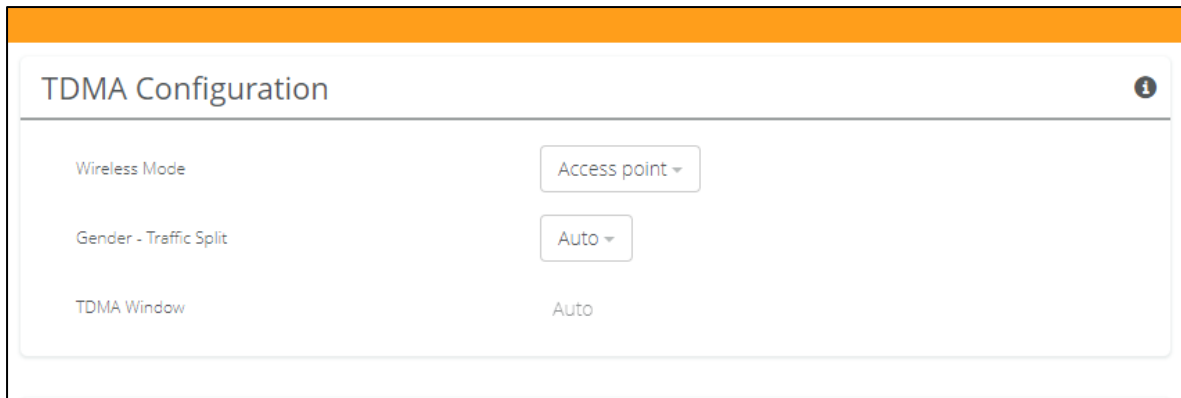 TDMA Configuration
Wireless Mode
Access point
Gender - Traffic Split
Auto
TDMA Window
Auto